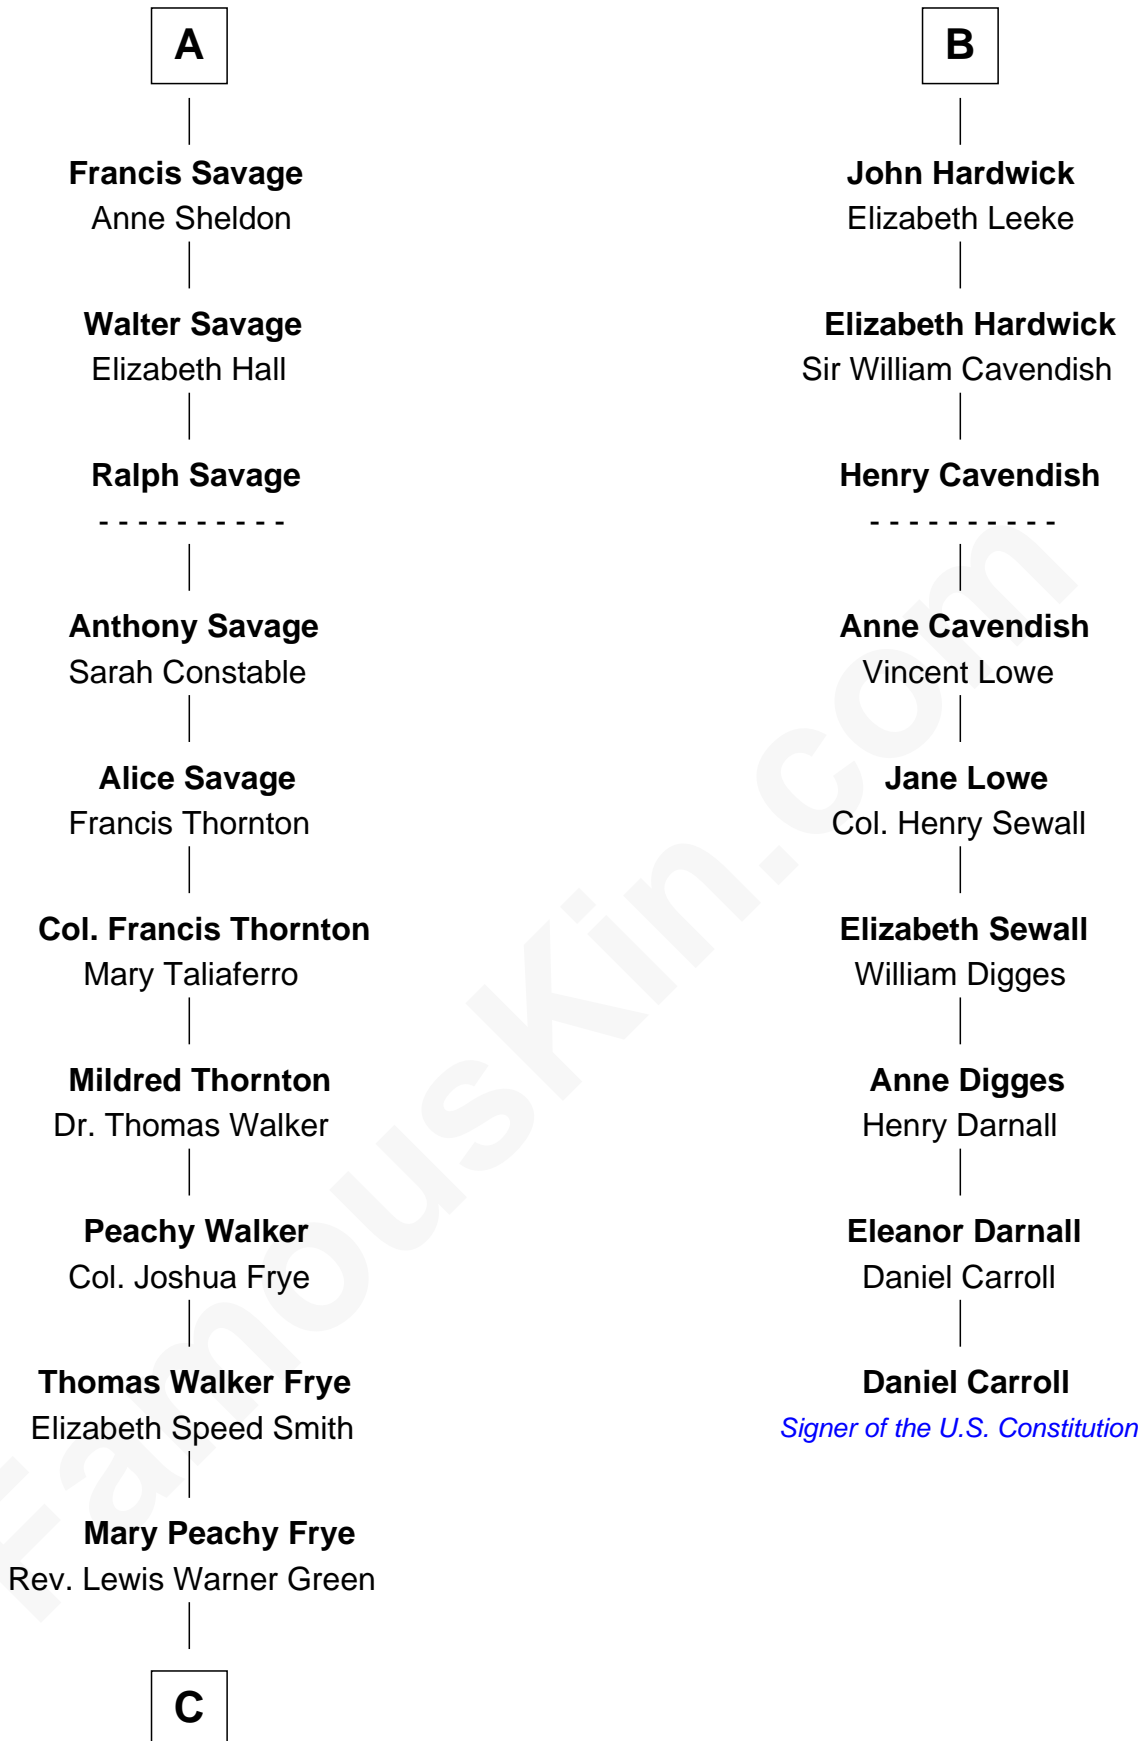 A
Francis Savage
Anne Sheldon
Walter Savage
Elizabeth Hall
Ralph Savage
- - - - - - - - - -
Anthony Savage
Sarah Constable
Alice Savage
Francis Thornton
Col. Francis Thornton
Mary Taliaferro
Mildred Thornton
Dr. Thomas Walker
Peachy Walker
Col. Joshua Frye
Thomas Walker Frye
Elizabeth Speed Smith
Mary Peachy Frye
Rev. Lewis Warner Green
C
B
John Hardwick
Elizabeth Leeke
Elizabeth Hardwick
Sir William Cavendish
Henry Cavendish
- - - - - - - - - -
Anne Cavendish
Vincent Lowe
Jane Lowe
Col. Henry Sewall
Elizabeth Sewall
William Digges
Anne Digges
Henry Darnall
Eleanor Darnall
Daniel Carroll
Daniel Carroll
Signer of the U.S. Constitution
FamousKin.com